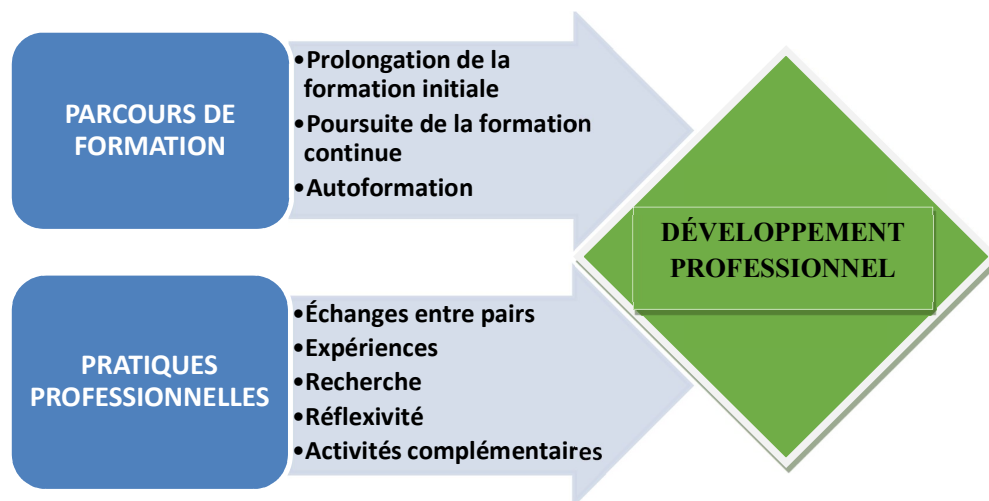 PARCOURS DE
FORMATION
•Prolongation de la
formation initiale
•Poursuite de la formation
continue
•Autoformation
PRATIQUES
PROFESSIONNELLES
•Échanges entre pairs
•Expériences
•Recherche
•Réflexivité
•Activités complémentaires
DÉVELOPPEMENT
PROFESSIONNEL